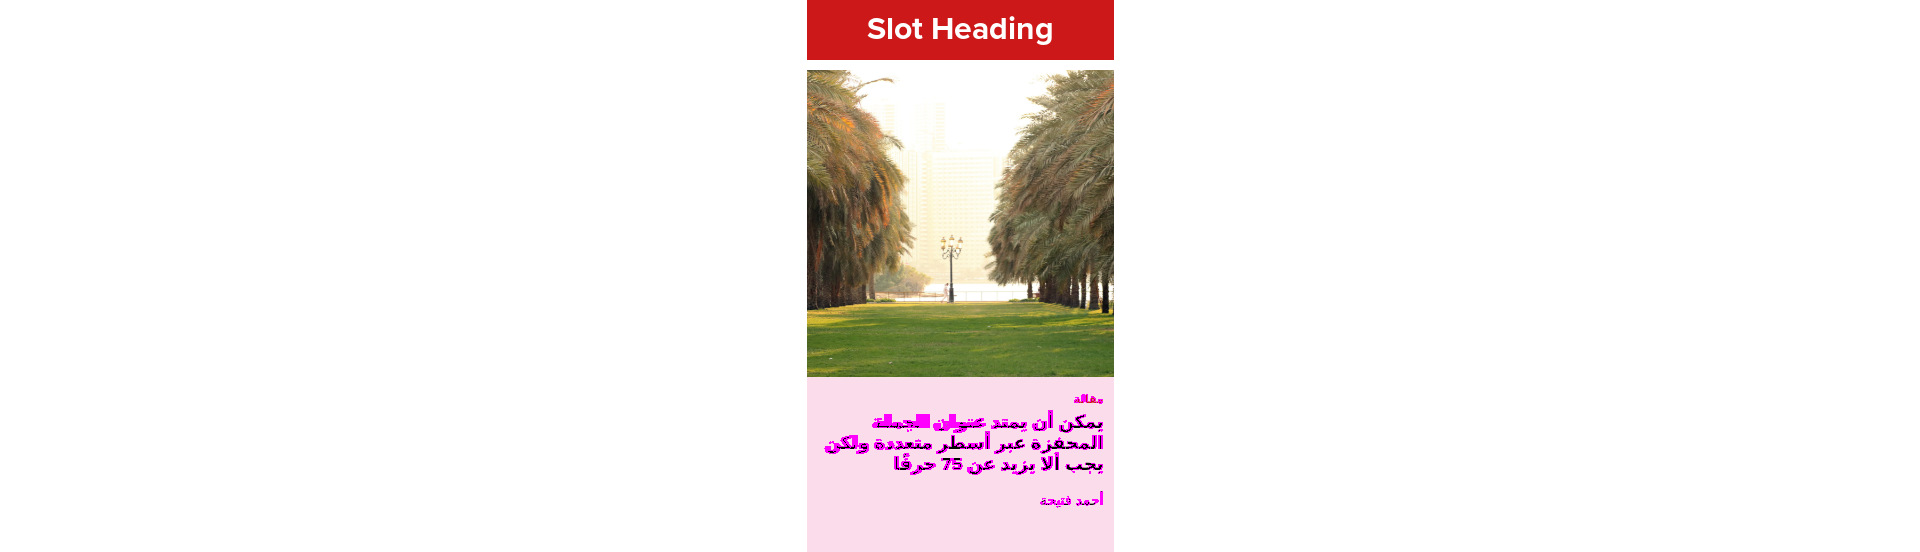 Slot Heading
مقالة
يمكن أن يمتد عنوان الجملة
المحفزة عبر أسطر متعددة ولكن
يجب ألا يزيد عن 75 حرفًا
أحمد فتيحة